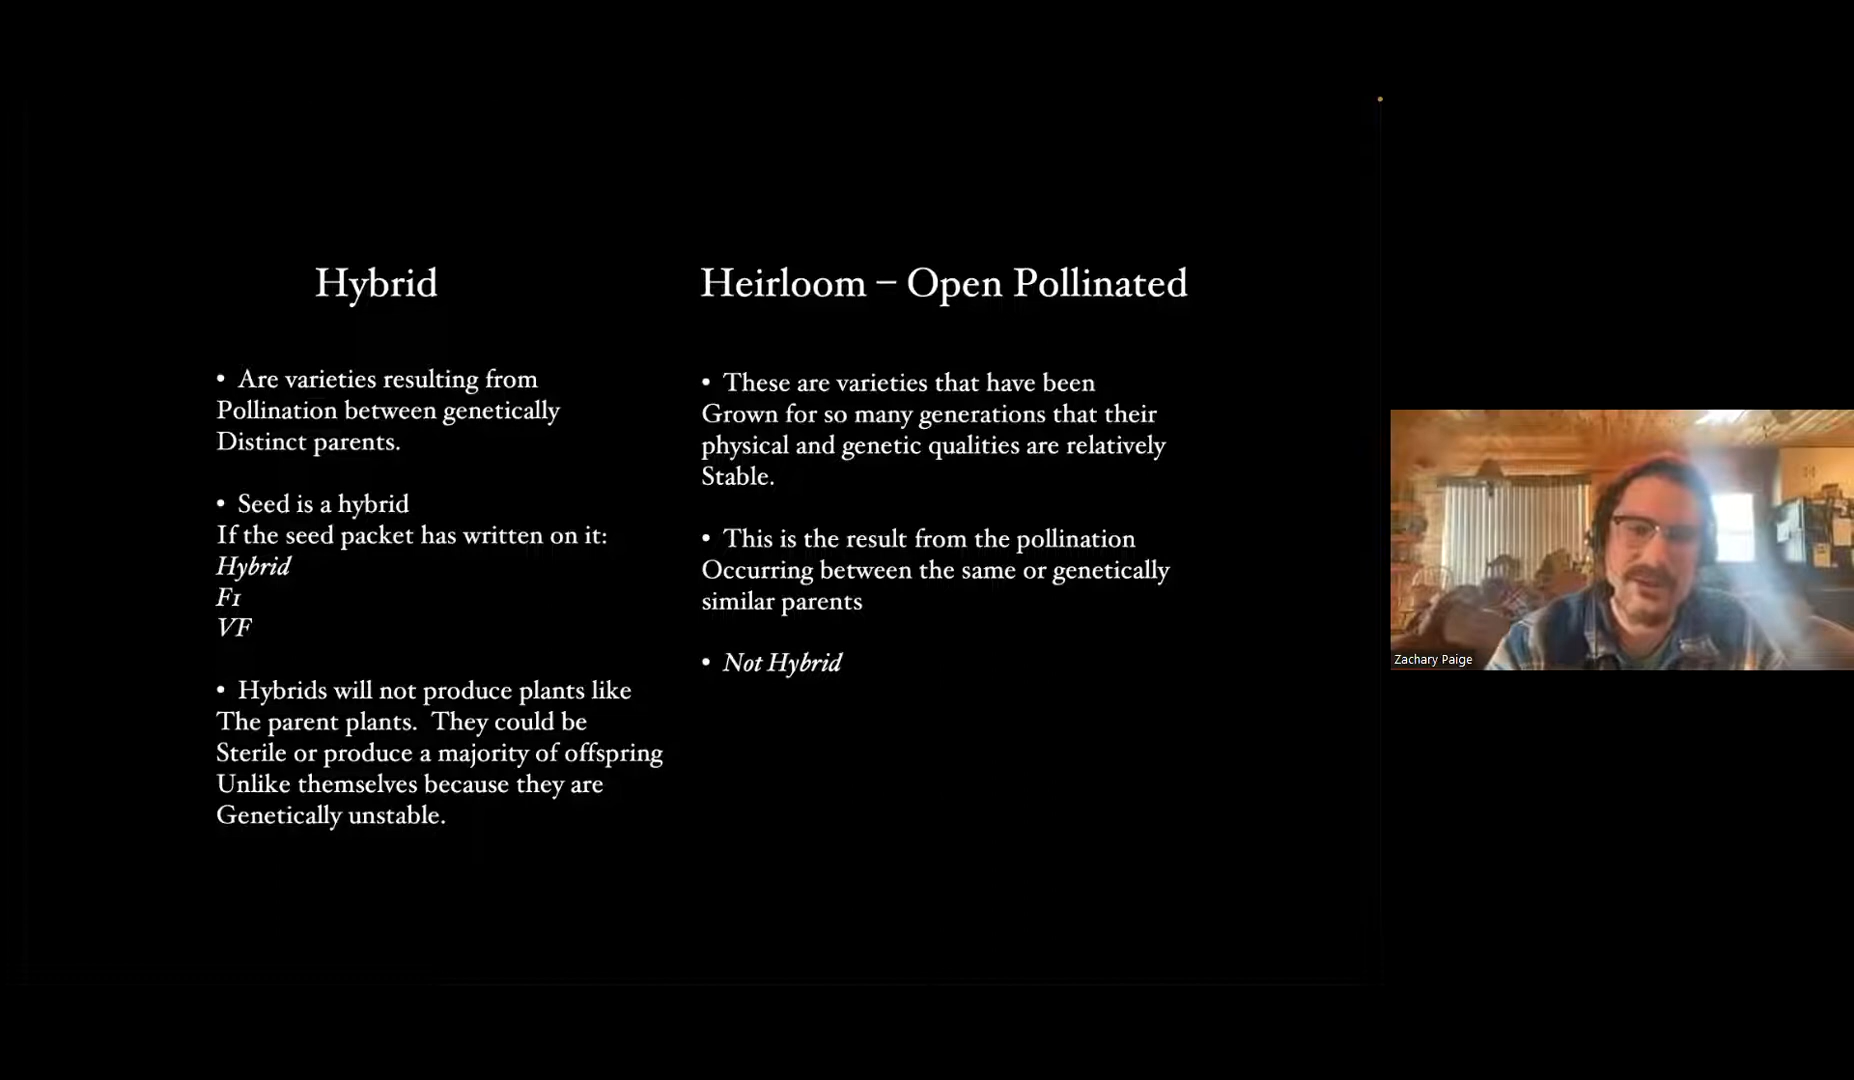 Hybrid
• Are varieties resulting from
Pollination between genetically
Distinct parents.
• Seed is a hybrid
If the seed packet has written on it:
Hybrid
F1
VF
• Hybrids will not produce plants like
The parent plants. They could be
Sterile or produce a majority of offspring
Unlike themselves because they are
Genetically unstable.
Heirloom – Open Pollinated
• These are varieties that have been
Grown for so many generations that their
physical and genetic qualities are relatively
Stable.
• This is the result from the pollination
Occurring between the same or genetically
similar parents
• Not Hybrid
Zachary Paige